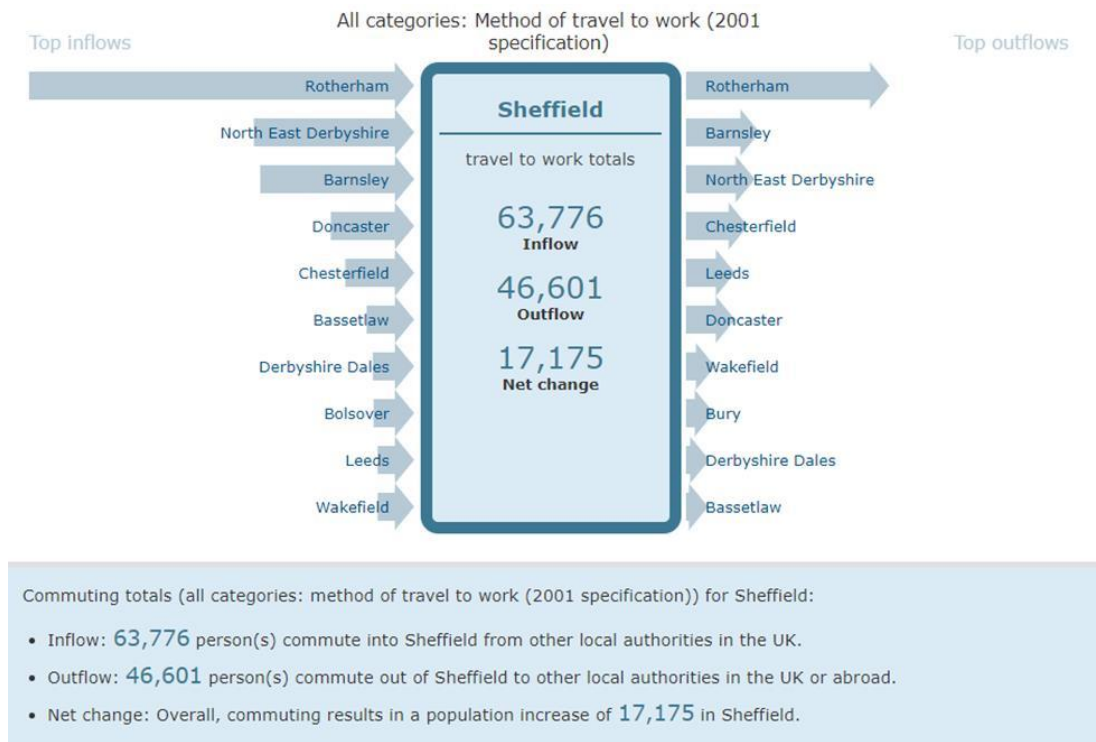 All categories: Method of travel to work (2001
specification)
Top inflows
Top outflows
Rotherham
North East Derbyshire
Barnsley
Doncaster
Chesterfield
Bassetlaw
Derbyshire Dales
Bolsover
Leeds
Wakefield
Sheffield
travel to work totals
63,776
Inflow
46,601
Outflow
17,175
Net change
Rotherham
Barnsley
North East Derbyshire
Chesterfield
Leeds
Doncaster
Wakefield
Bury
Derbyshire Dales
Bassetlaw
Commuting totals (all categories: method of travel to work (2001 specification)) for Sheffield:
• Inflow: 63,776 person(s) commute into Sheffield from other local authorities in the UK.
• Outflow: 46,601 person(s) commute out of Sheffield to other local authorities in the UK or abroad.
• Net change: Overall, commuting results in a population increase of 17,175 in Sheffield.